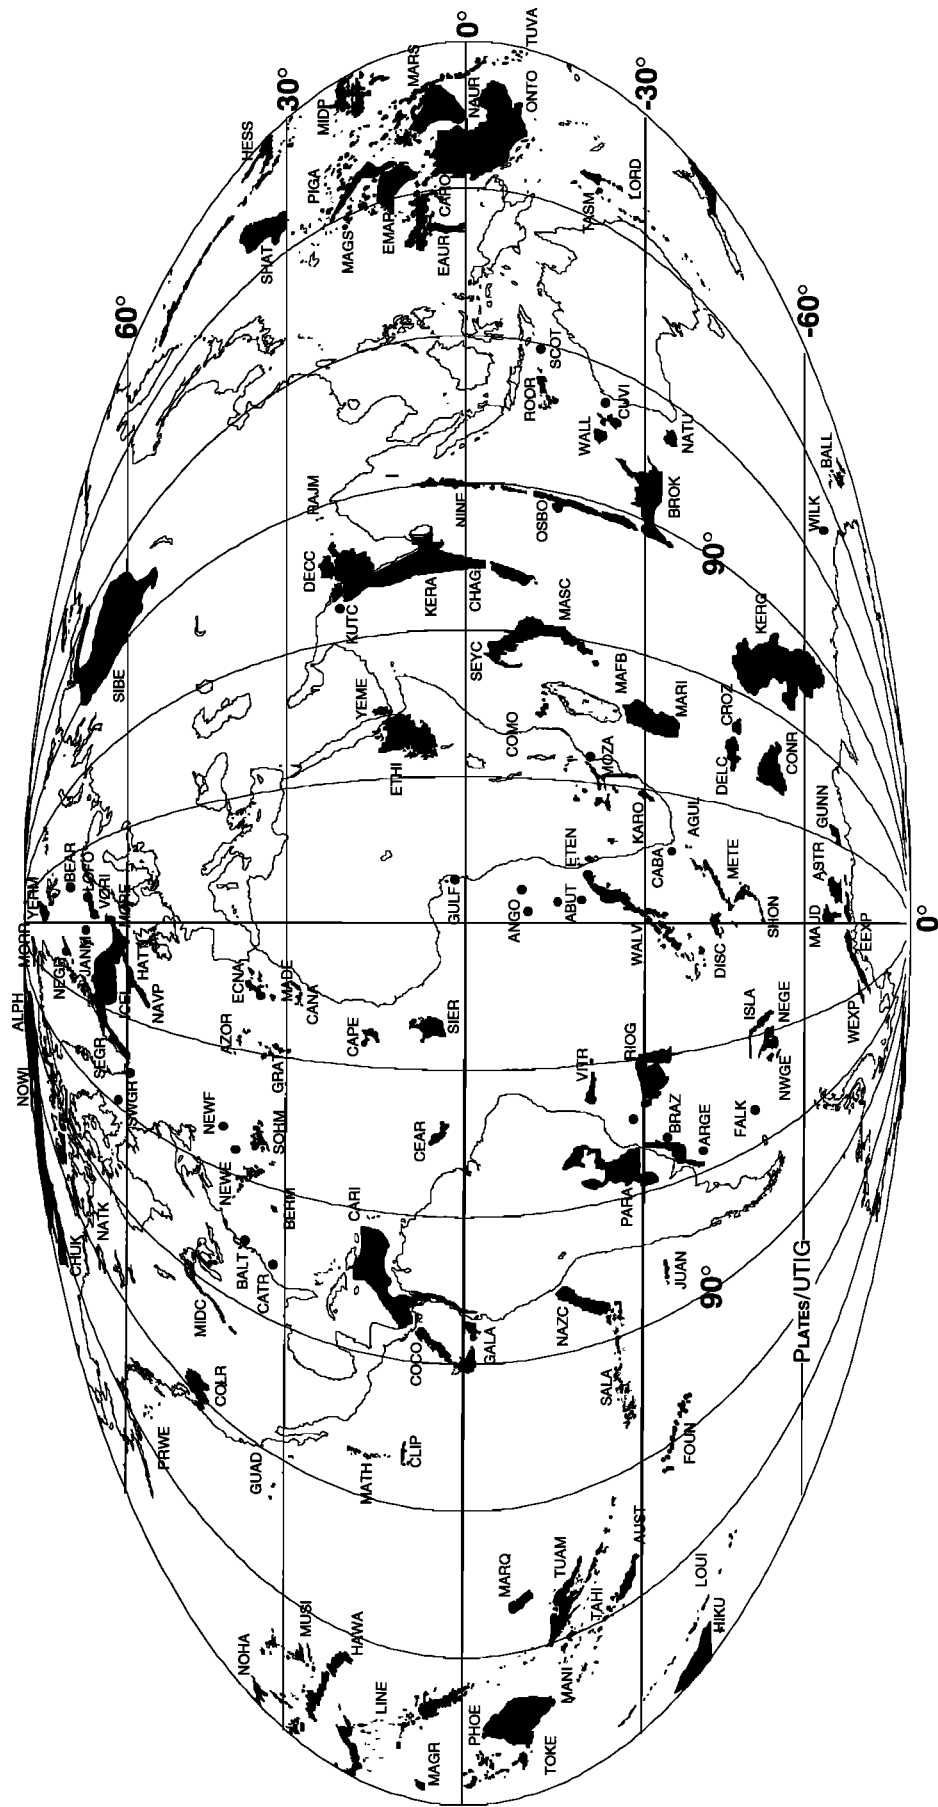 0°
TUVA
MARS
30°
MIDP
NAUR
ONTO
-30°
HESS
PIGA
CARO
LORD
SHAT
MAGS
EMAR
EAUR
TASM
60°
-60°
SCOT
ROOR
CUVI
WALL
NATU
BALL
RAJM
NINE
OSBO
BROK
WILK
90°
DECC
KUTC
KERA
CHAG
MASC
KERG
SIBE
SEYC
YEME
MAFB
MARI
CROZ
COMO
ETHI
MOZA
DELC
CONR
KARO
AGUL
GUNN
YERM
BEAR
LOFO
VORI
MORE
ETEN
CABA
METE
ASTR
GULF
ANGO
ABUT
SHON
MAUD
0°
MORR
JANM
HATT
WALV
DISC
EEXP
NEGR
ICEL
NAVP
ECNA
MADE
CANA
ALPH
SEGR
AZOR
CAPE
SIER
ISLA
NEGE
WEXP
NOWI
SWGR
GRAT
VITR
RIOG
NWGE
NEWF
SOHM
CEAR
BRAZ
ARGE
FALK
NATK
NEWE
BERM
CARI
PARA
CHUK
BALT
CATR
JUAN
90°
PLATES/UTIG
MIDC
COCO
GALA
NAZC
COLR
SALA
PRWE
GUAD
MATH
CLIP
FOUN
AUST
MARQ
TUAM
TAHI
LOUI
HIKU
NOHA
MUSI
HAWA
LINE
MANI
PHOE
MAGR
TOKE